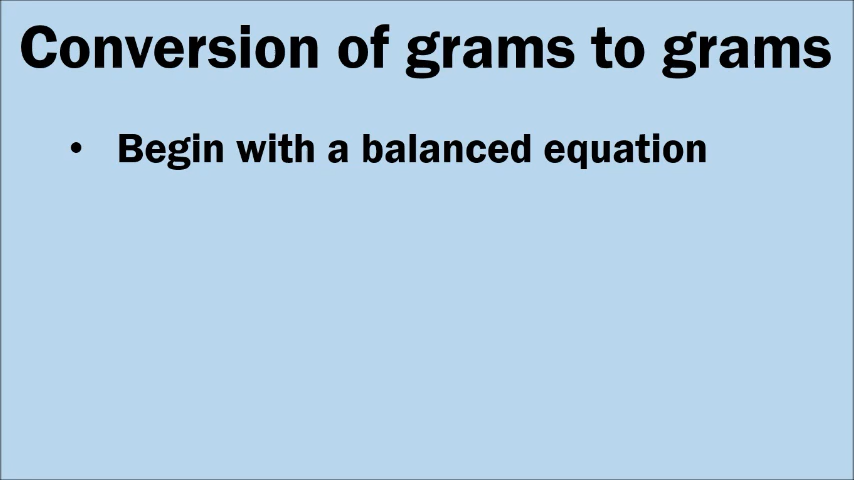 Conversion of grams to grams
• Begin with a balanced equation